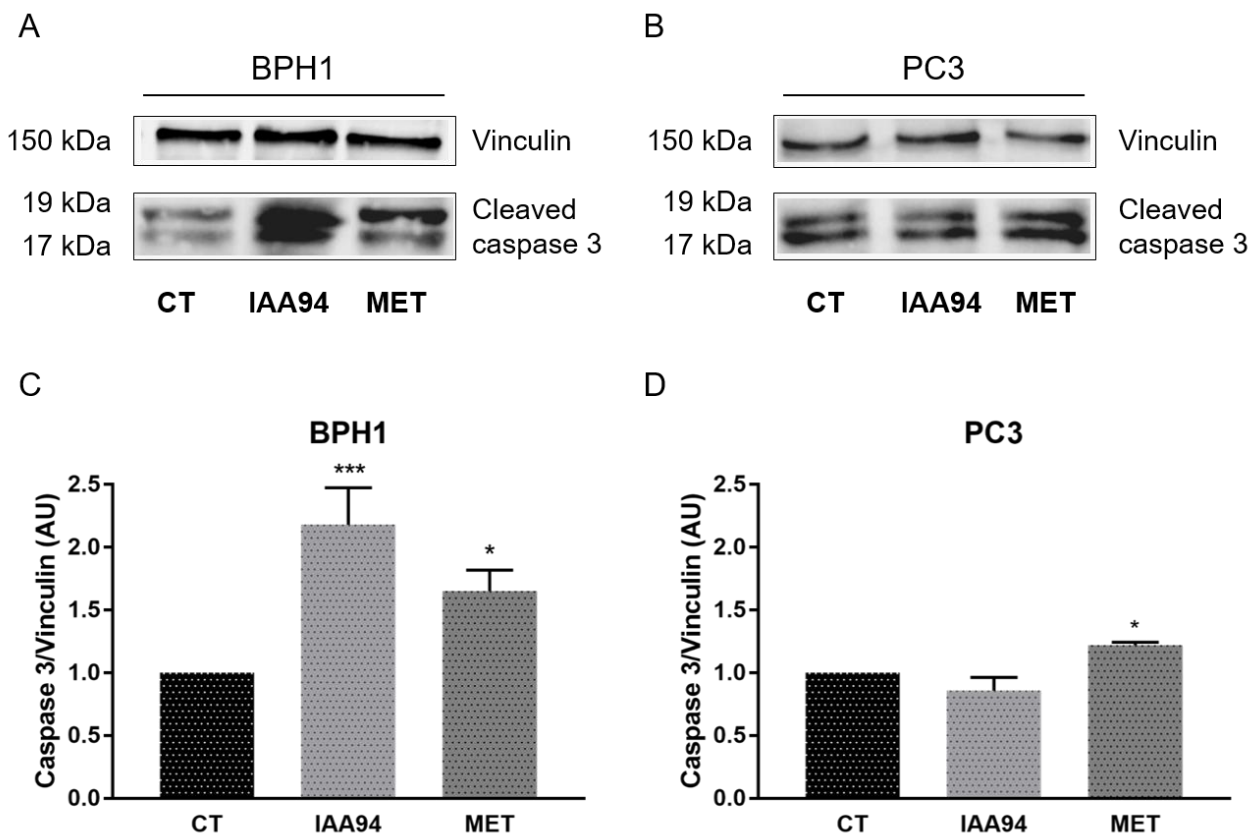 A
BPH1
150 kDa
Vinculin
19 kDa
17 kDa
Cleaved
caspase 3
CT IAA94 MET
B
PC3
150 kDa
Vinculin
19 kDa
17 kDa
Cleaved
caspase 3
CT IAA94 MET
C
BPH1
Caspase 3/Vinculin (AU)
2.5
2.0
1.5
1.0
0.5
0.0
***
*
CT IAA94 MET
D
PC3
Caspase 3/Vinculin (AU)
2.5
2.0
1.5
1.0
0.5
0.0
*
CT IAA94 MET